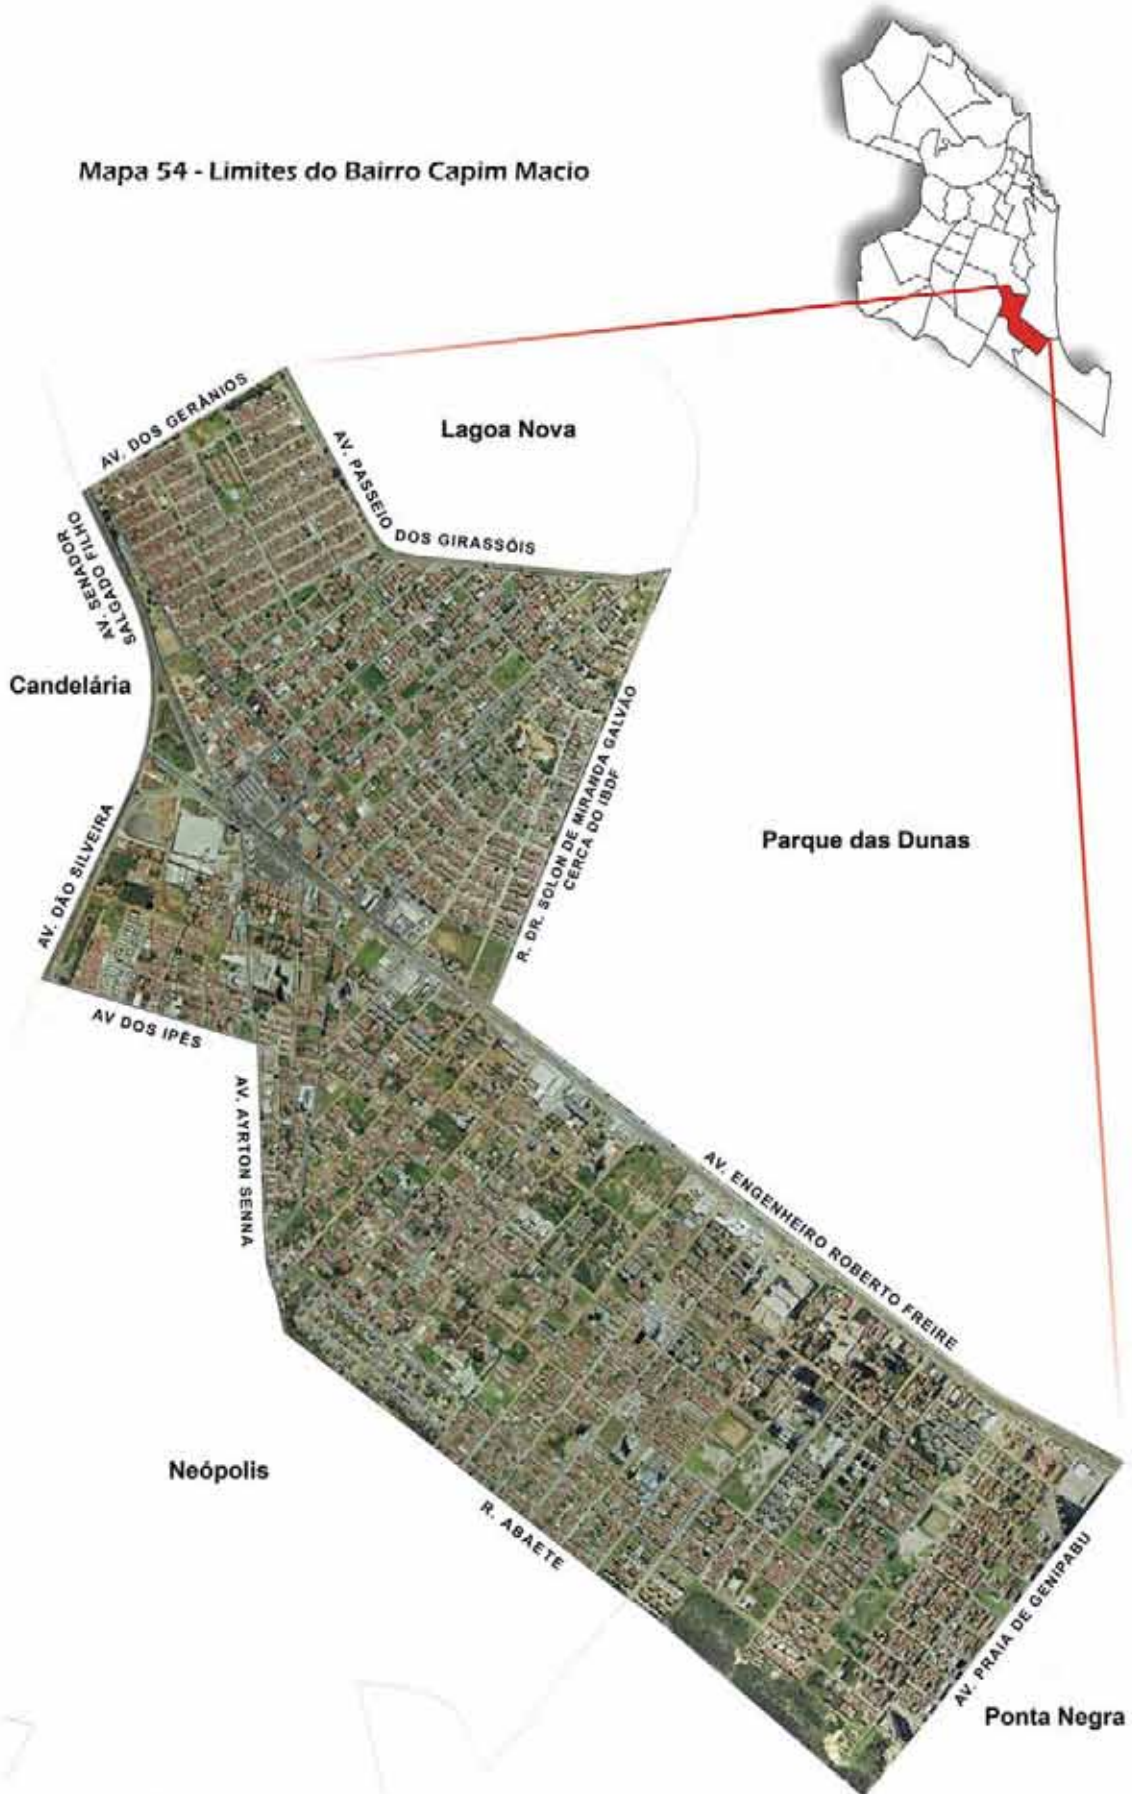 Mapa 54 - Limites do Bairro Capim Macio
AV. DOS GERÂNIOS
Lagoa Nova
AV. PASSEIO
DOS GIRASSÓIS
AV. SENADOR
SALGADO FILHO
Candelária
R. DR. SOLON DE MIRANDA GALVÃO
CERCA DO IBDF
Parque das Dunas
AV. DÃO SILVEIRA
AV DOS IPÊS
AV. AYRTON SENNA
AV. ENGENHEIRO ROBERTO FREIRE
Neópolis
R. ABAETE
AV. PRAIA DE GENIPABU
Ponta Negra